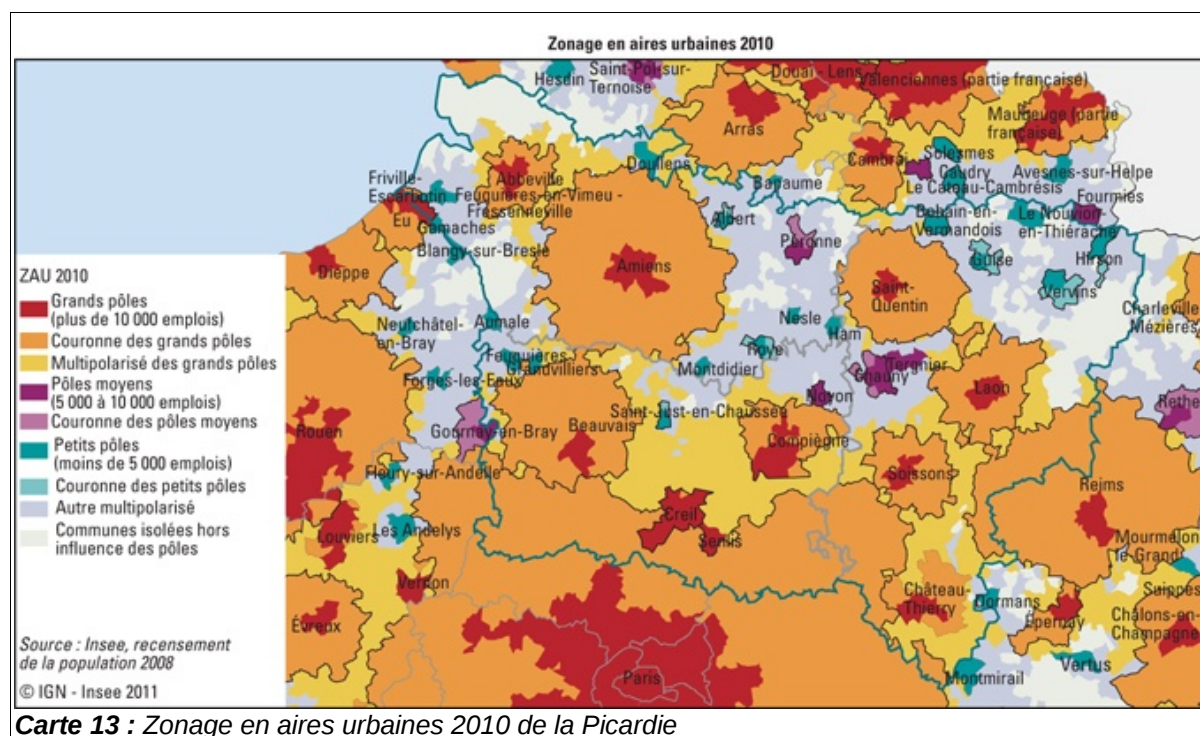 Zonage en aires urbaines 2010
Hesdin
Saint-Pol-sur-
Ternoise
Douai - Lens
Valenciennes (partie française)
Arras
Maubeuge (partie
française)
Doullens
Cambrai
Solesmes
Caudry
Avesnes-sur-Helpe
Le Cateau-Cambrésis
Fourmies
Friville-
Escarbotin
Abbeville
Feuquières-en-Vimeu -
Fressenneville
Eu
Gamaches
Blangy-sur-Bresle
Bapaume
Albert
Péronne
Bohain-en-
Vermandois
Le Nouvion-
en-Thiérache
Guise
Hirson
Vervins
Dieppe
Amiens
Saint-
Quentin
Charleville-
Mézières
Neufchâtel-
en-Bray
Aumale
Nesle
Ham
Roye
Montdidier
Feuquières
Grandvilliers
Forges-les-Eaux
Tergnier
Chauny
Noyon
Laon
Rethe
Saint-Just-en-Chaussée
Gournay-en-Bray
Beauvais
Compiègne
Rouen
Fleury-sur-Andelle
Soissons
Reims
Creil
Senlis
Louviers
Les Andelys
Mourmelon-
le-Grand
Vernon
Château-
Thierry
Dormans
Épernay
Suippes
Châlons-en-
Champagne
Évreux
Paris
Montmirail
Vertus
ZAU 2010
Grands pôles
(plus de 10 000 emplois)
Couronne des grands pôles
Multipolarisé des grands pôles
Pôles moyens
(5 000 à 10 000 emplois)
Couronne des pôles moyens
Petits pôles
(moins de 5 000 emplois)
Couronne des petits pôles
Autre multipolarisé
Communes isolées hors
influence des pôles
Source : Insee, recensement
de la population 2008
© IGN - Insee 2011
Carte 13 : Zonage en aires urbaines 2010 de la Picardie